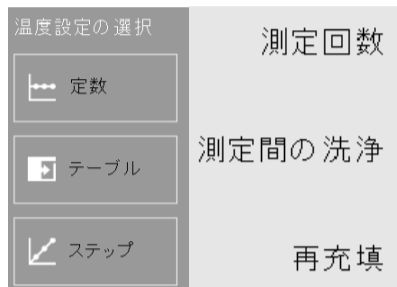 温度設定の選択
定数
テーブル
ステップ
測定回数
測定間の洗浄
再充填